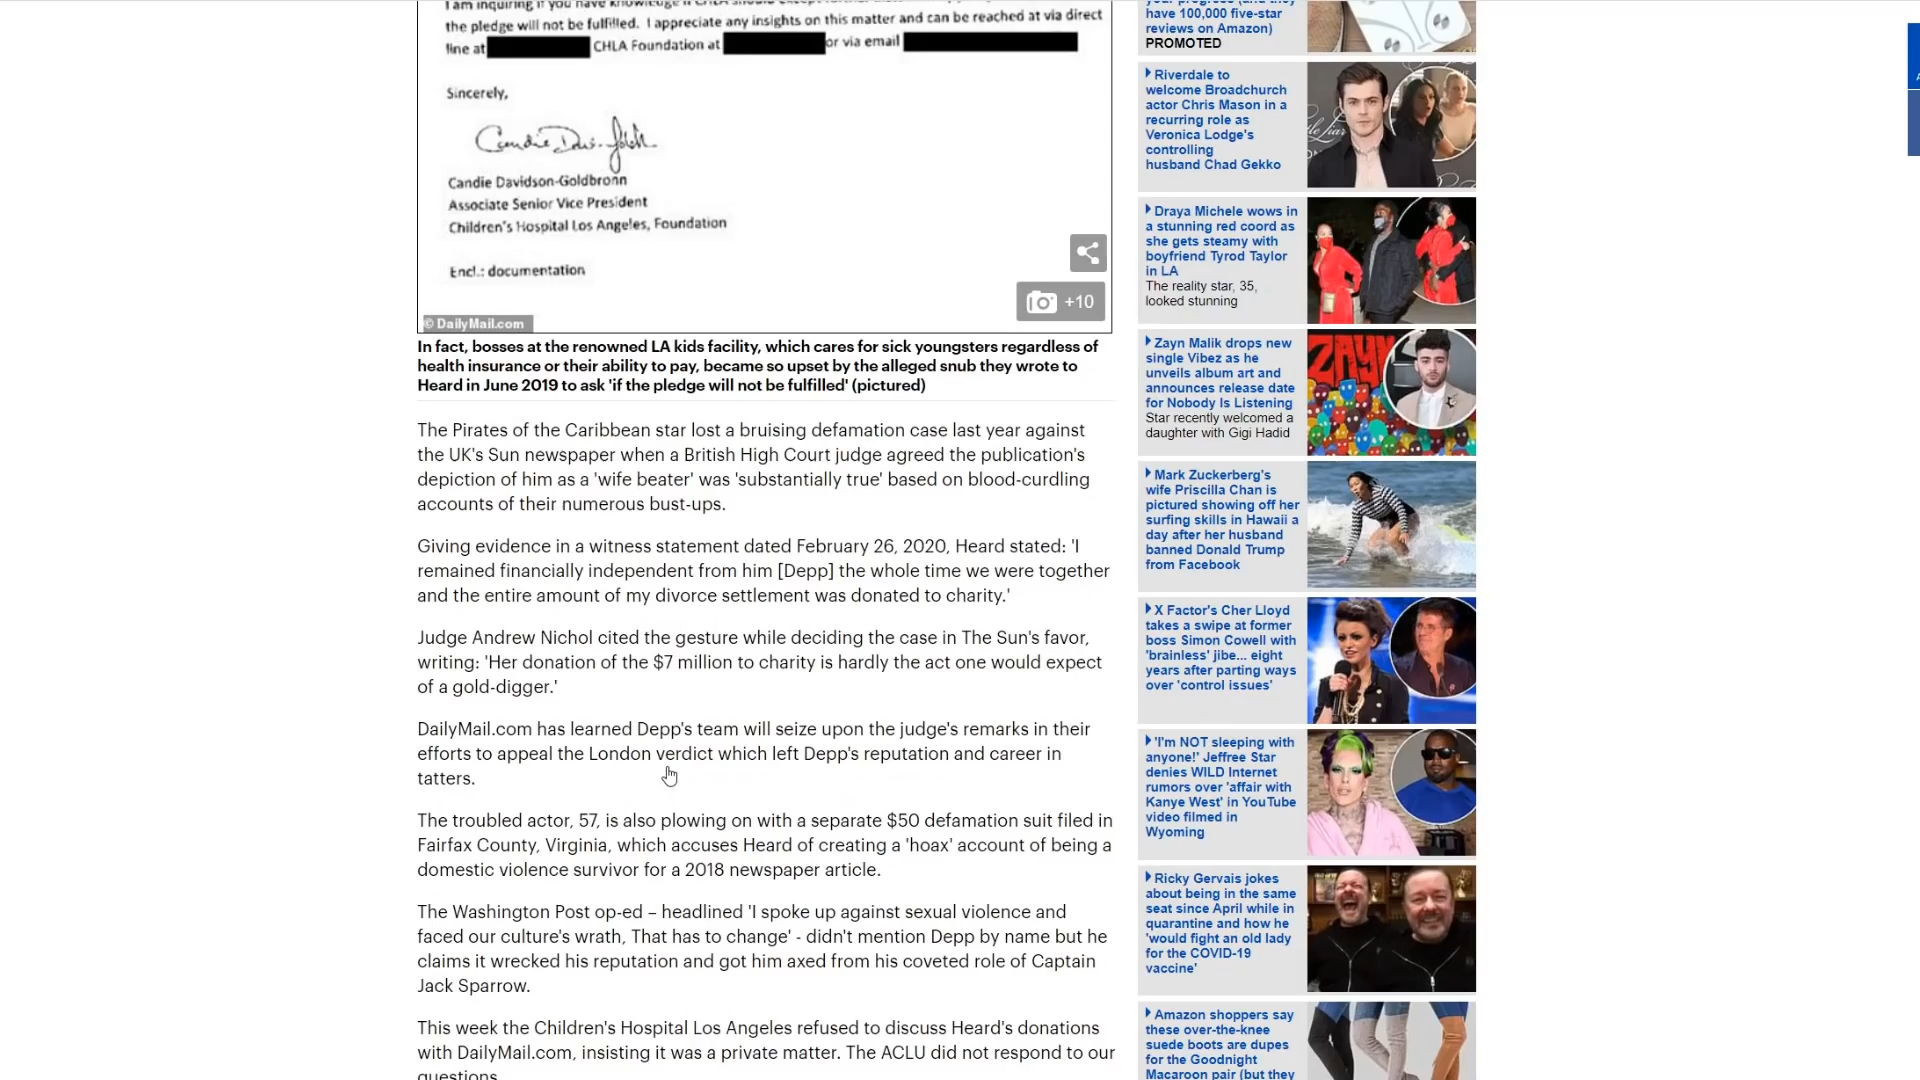 the pledge will not be fulfilled. I appreciate any insights on this matter and can be reached at via direct
line at CHLA Foundation at or via email
Sincerely,
Candie Davidson-Goldbronn
Associate Senior Vice President
Children's Hospital Los Angeles, Foundation
Encl.: documentation
+10
© DailyMail.com
In fact, bosses at the renowned LA kids facility, which cares for sick youngsters regardless of
health insurance or their ability to pay, became so upset by the alleged snub they wrote to
Heard in June 2019 to ask 'if the pledge will not be fulfilled' (pictured)
The Pirates of the Caribbean star lost a bruising defamation case last year against
the UK's Sun newspaper when a British High Court judge agreed the publication's
depiction of him as a 'wife beater' was 'substantially true' based on blood-curdling
accounts of their numerous bust-ups.
Giving evidence in a witness statement dated February 26, 2020, Heard stated: 'I
remained financially independent from him [Depp] the whole time we were together
and the entire amount of my divorce settlement was donated to charity.'
Judge Andrew Nichol cited the gesture while deciding the case in The Sun's favor,
writing: 'Her donation of the $7 million to charity is hardly the act one would expect
of a gold-digger.'
DailyMail.com has learned Depp's team will seize upon the judge's remarks in their
efforts to appeal the London verdict which left Depp's reputation and career in
tatters.
The troubled actor, 57, is also plowing on with a separate $50 defamation suit filed in
Fairfax County, Virginia, which accuses Heard of creating a 'hoax' account of being a
domestic violence survivor for a 2018 newspaper article.
The Washington Post op-ed – headlined 'I spoke up against sexual violence and
faced our culture's wrath, That has to change' - didn't mention Depp by name but he
claims it wrecked his reputation and got him axed from his coveted role of Captain
Jack Sparrow.
This week the Children's Hospital Los Angeles refused to discuss Heard's donations
with DailyMail.com, insisting it was a private matter. The ACLU did not respond to our
questions.
your progress (and they
have 100,000 five-star
reviews on Amazon)
PROMOTED
Riverdale to
welcome Broadchurch
actor Chris Mason in a
recurring role as
Veronica Lodge's
controlling
husband Chad Gekko
Draya Michele wows in
a stunning red coord as
she gets steamy with
boyfriend Tyrod Taylor
in LA
The reality star, 35,
looked stunning
Zayn Malik drops new
single Vibez as he
unveils album art and
announces release date
for Nobody Is Listening
Star recently welcomed a
daughter with Gigi Hadid
ZAYN
Mark Zuckerberg's
wife Priscilla Chan is
pictured showing off her
surfing skills in Hawaii a
day after her husband
banned Donald Trump
from Facebook
X Factor's Cher Lloyd
takes a swipe at former
boss Simon Cowell with
'brainless' jibe... eight
years after parting ways
over 'control issues'
'I'm NOT sleeping with
anyone!' Jeffree Star
denies WILD Internet
rumors over 'affair with
Kanye West' in YouTube
video filmed in
Wyoming
Ricky Gervais jokes
about being in the same
seat since April while in
quarantine and how he
'would fight an old lady
for the COVID-19
vaccine'
Amazon shoppers say
these over-the-knee
suede boots are dupes
for the Goodnight
Macaroon pair (but they